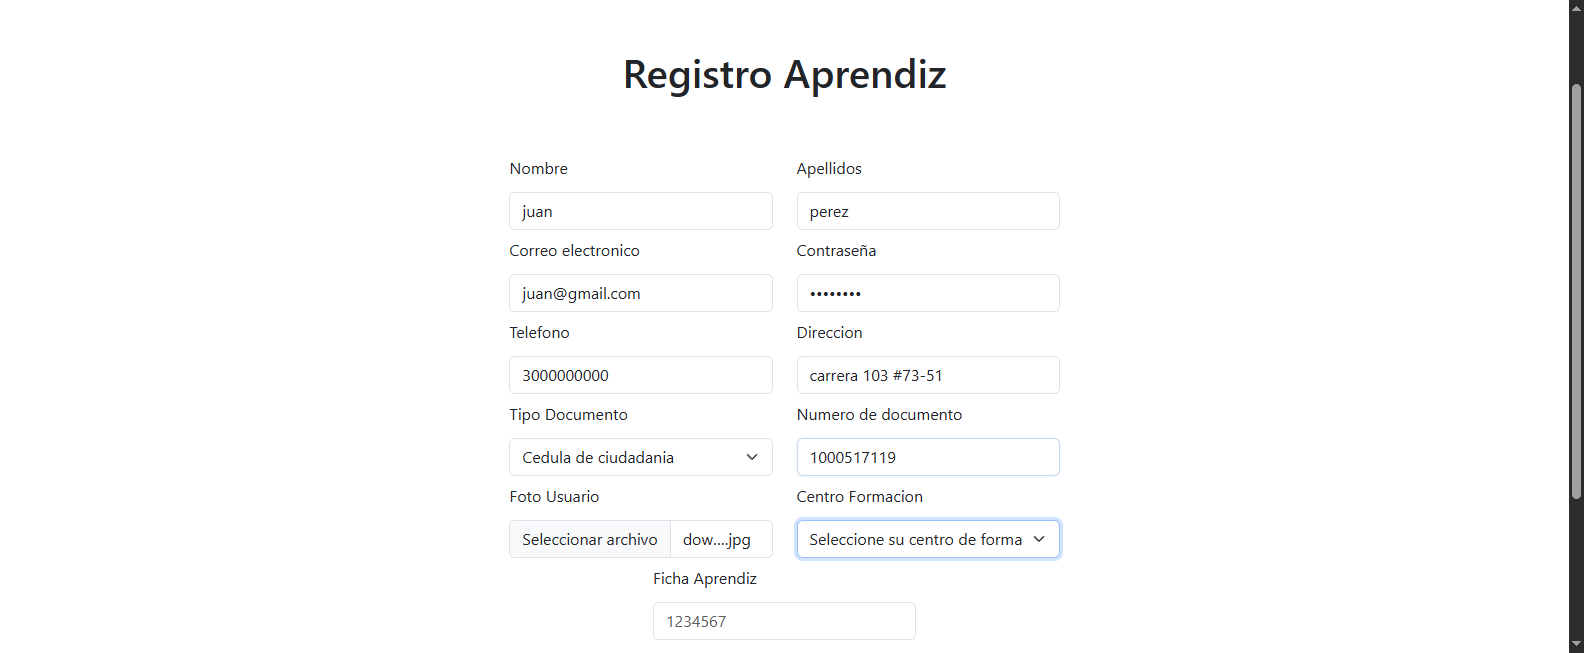 Registro Aprendiz
Nombre Apellidos
juan perez
Correo electronico Contraseña
juan@gmail.com ••••••••
Telefono Direccion
3000000000 carrera 103 #73-51
Tipo Documento Numero de documento
Cedula de ciudadania 1000517119
Foto Usuario Centro Formacion
Seleccionar archivo dow....jpg Seleccione su centro de forma
Ficha Aprendiz
1234567